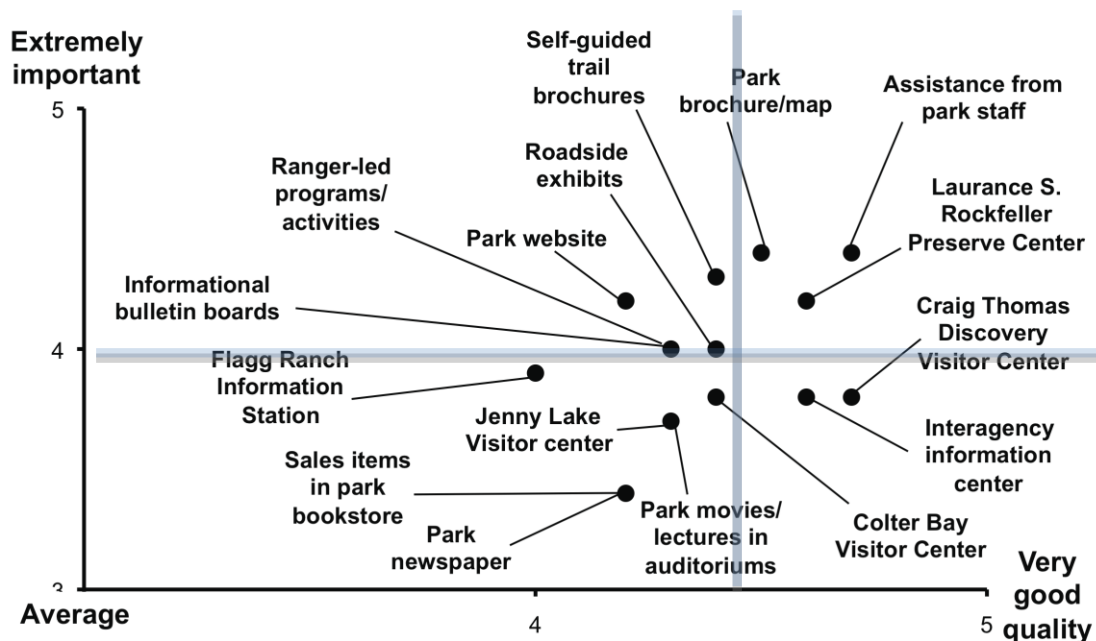 Extremely
important
5
Self-guided
trail
brochures
Park
brochure/map
Assistance from
park staff
Ranger-led
programs/
activities
Roadside
exhibits
Laurance S.
Rockfeller
Preserve Center
Park website
Informational
bulletin boards
Craig Thomas
Discovery
Visitor Center
4
Flagg Ranch
Information
Station
Jenny Lake
Visitor center
Interagency
information
center
Sales items
in park
bookstore
Park
newspaper
Park movies/
lectures in
auditoriums
Colter Bay
Visitor Center
3
Average
4
5
Very
good
quality